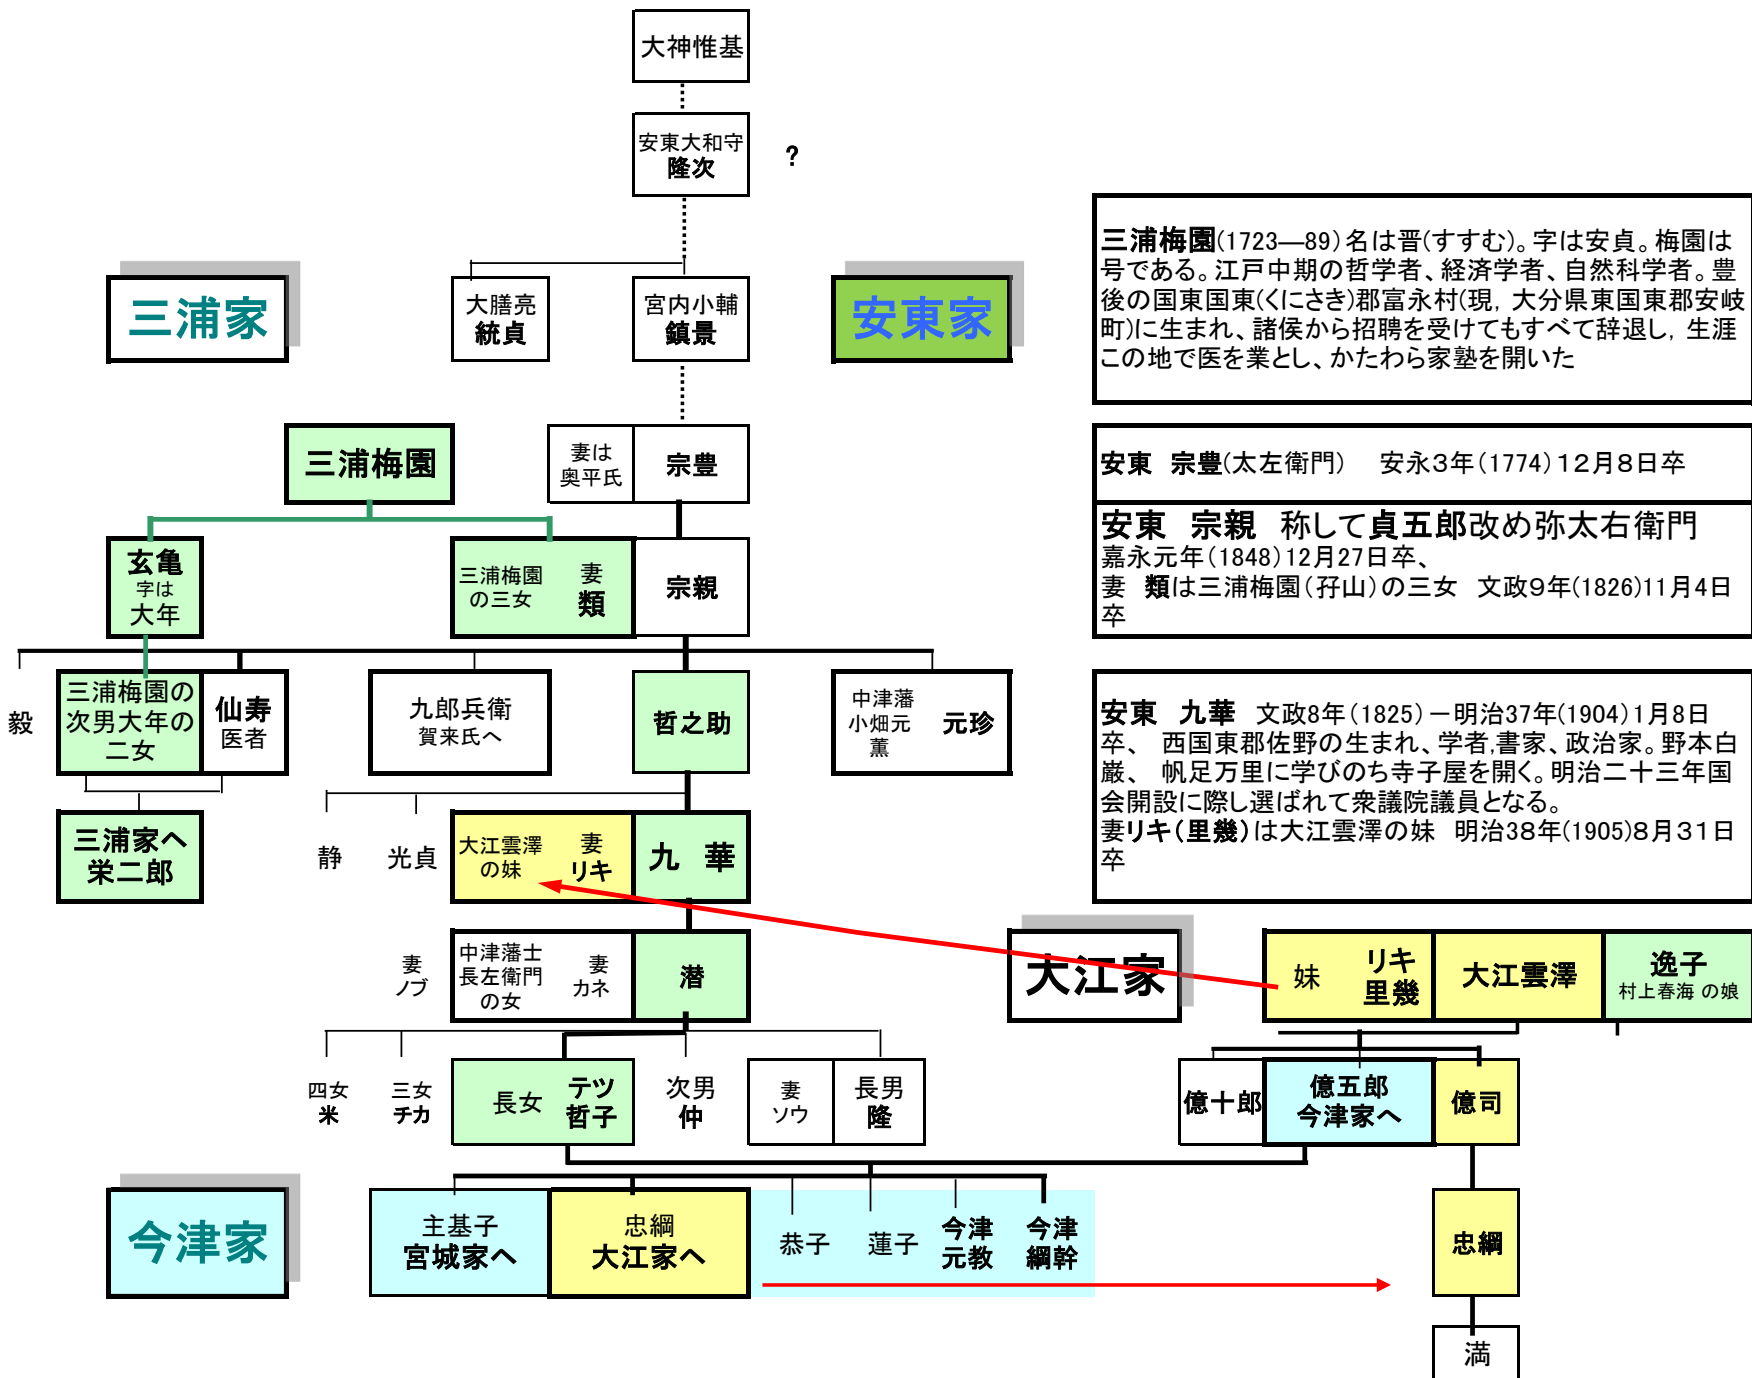 大神惟基
安東大和守
隆次
?
三浦家
大膳亮
統貞
宮内小輔
鎮景
安東家
三浦梅園(1723―89)名は晋(すすむ)。字は安貞。梅園は
号である。江戸中期の哲学者、経済学者、自然科学者。豊
後の国東国東(くにさき)郡富永村(現, 大分県東国東郡安岐
町)に生まれ、諸侯から招聘を受けてもすべて辞退し, 生涯
この地で医を業とし、かたわら家塾を開いた
三浦梅園
妻は
奥平氏
宗豊
安東 宗豊(太左衛門) 安永3年(1774)12月8日卒
玄亀
字は
大年
三浦梅園
の三女
妻
類
宗親
安東 宗親 称して貞五郎改め弥太右衛門
嘉永元年(1848)12月27日卒、
妻 類は三浦梅園(孖山)の三女 文政9年(1826)11月4日
卒
毅
三浦梅園の
次男大年の
二女
仙寿
医者
九郎兵衛
賀来氏へ
哲之助
中津藩
小畑元
薫
元珍
安東 九華 文政8年(1825)－明治37年(1904)1月8日
卒、 西国東郡佐野の生まれ、学者,書家、政治家。野本白
巌、 帆足万里に学びのち寺子屋を開く。明治二十三年国
会開設に際し選ばれて衆議院議員となる。
妻リキ(里幾)は大江雲澤の妹 明治38年(1905)8月31日
卒
三浦家へ
栄二郎
静
光貞
大江雲澤
の妹
妻
リキ
九 華
妻
ノブ
中津藩士
長左衛門
の女
妻
カネ
潜
大江家
妹
リキ
里幾
大江雲澤
逸子
村上春海 の娘
四女
米
三女
チカ
長女
テツ
哲子
次男
仲
妻
ソウ
長男
隆
億十郎
億五郎
今津家へ
億司
今津家
主基子
宮城家へ
忠綱
大江家へ
恭子
蓮子
今津
元教
今津
綱幹
忠綱
満